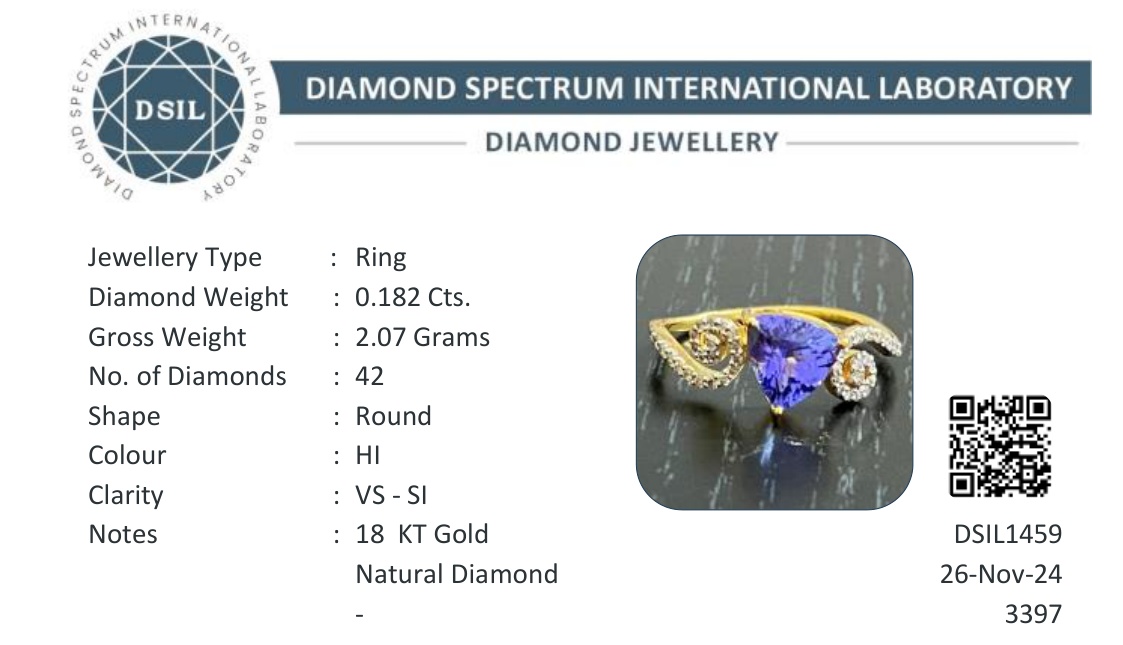 DIAMOND SPECTRUM INTERNATIONAL LABORATORY
DSIL
DIAMOND SPECTRUM INTERNATIONAL LABORATORY
DIAMOND JEWELLERY
Jewellery Type : Ring
Diamond Weight : 0.182 Cts.
Gross Weight : 2.07 Grams
No. of Diamonds : 42
Shape : Round
Colour : HI
Clarity : VS - SI
Notes : 18 KT Gold
Natural Diamond
-
DSIL1459
26-Nov-24
3397